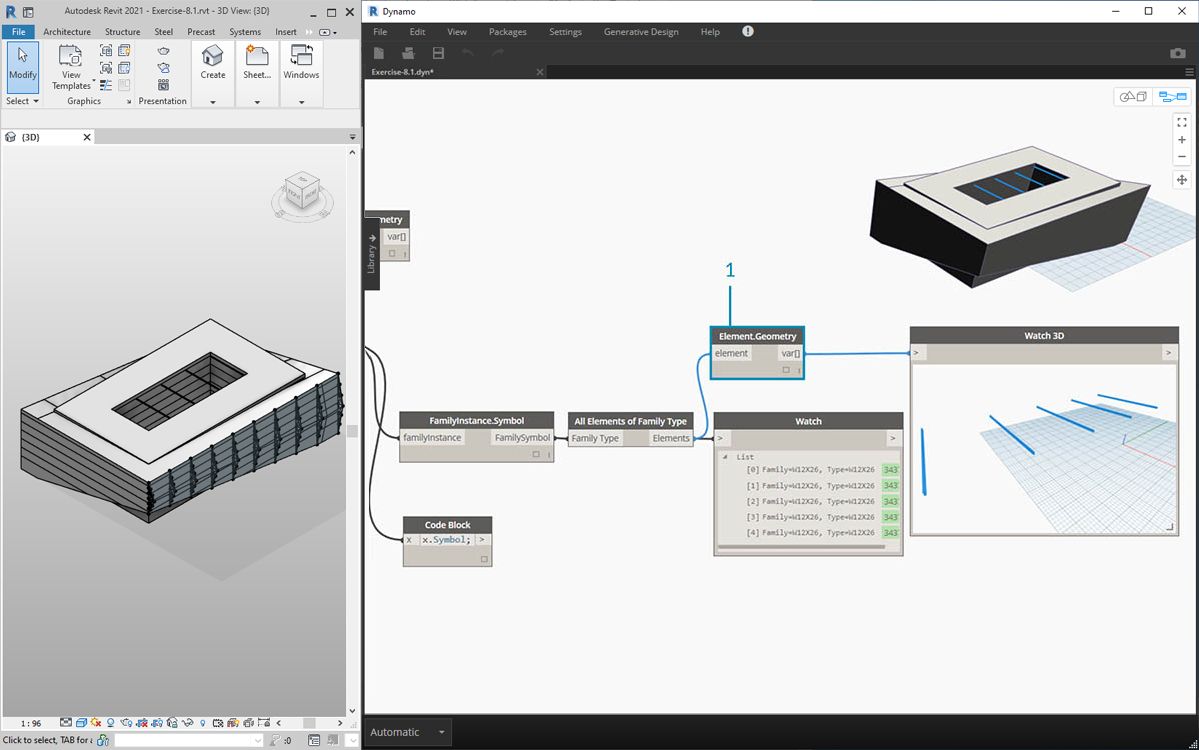 Autodesk Revit 2021 - Exercise-8.1.rvt - 3D View: {3D}
File Architecture Structure Steel Precast Systems Insert
Modify
View
Templates
Create
Sheet...
Windows
Select
Graphics
Presentation
{3D}
1 : 96
Click to select, TAB for a
:0
Dynamo
File Edit View Packages Settings Generative Design Help
Exercise-8.1.dyn*
metry
var[]
Library
1
Element.Geometry
element var[]
Watch 3D
> >
FamilyInstance.Symbol
familyInstance FamilySymbol
All Elements of Family Type
Family Type Elements
Watch
> >
List
[0] Family=W12X26, Type=W12X26 343
[1] Family=W12X26, Type=W12X26 343
[2] Family=W12X26, Type=W12X26 343
[3] Family=W12X26, Type=W12X26 343
[4] Family=W12X26, Type=W12X26 343
Code Block
x x.Symbol; >
Automatic